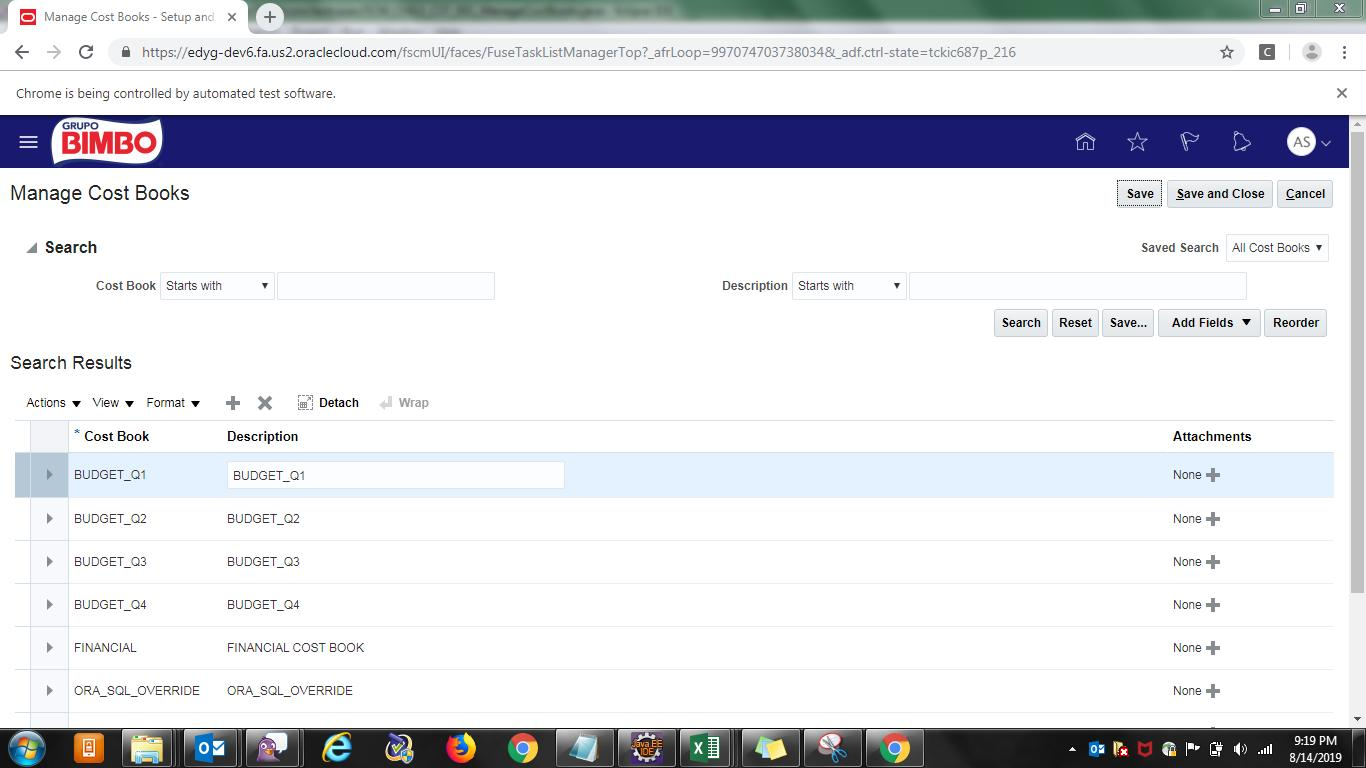 Manage Cost Books - Setup and
https://edyg-dev6.fa.us2.oraclecloud.com/fscmUI/faces/FuseTaskListManagerTop?_afrLoop=997074703738034&_adf.ctrl-state=tckic687p_216
C
Chrome is being controlled by automated test software.
GRUPO
BIMBO
AS
Manage Cost Books
Save Save and Close Cancel
Search
Saved Search All Cost Books
Cost Book Starts with Description Starts with
Search Reset Save... Add Fields Reorder
Search Results
Actions View Format Detach Wrap
* Cost Book Description Attachments
BUDGET_Q1 BUDGET_Q1 None
BUDGET_Q2 BUDGET_Q2 None
BUDGET_Q3 BUDGET_Q3 None
BUDGET_Q4 BUDGET_Q4 None
FINANCIAL FINANCIAL COST BOOK None
ORA_SQL_OVERRIDE ORA_SQL_OVERRIDE None
Java EE
IDE
9:19 PM
8/14/2019